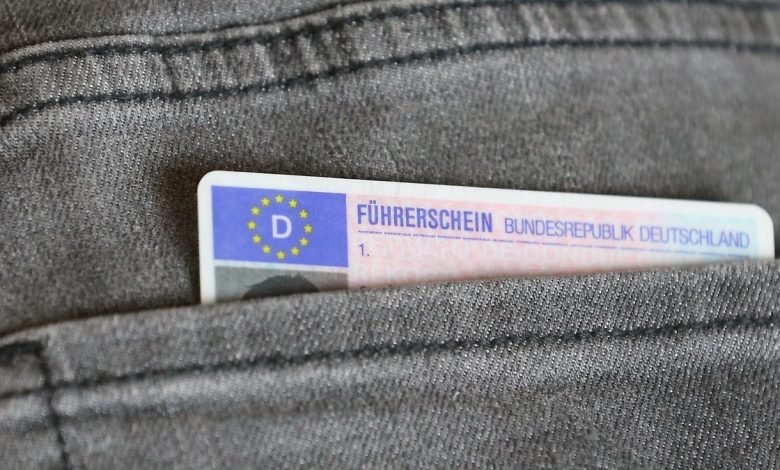 D
FÜHRERSCHEIN BUNDESREPUBLIK DEUTSCHLAND
1.